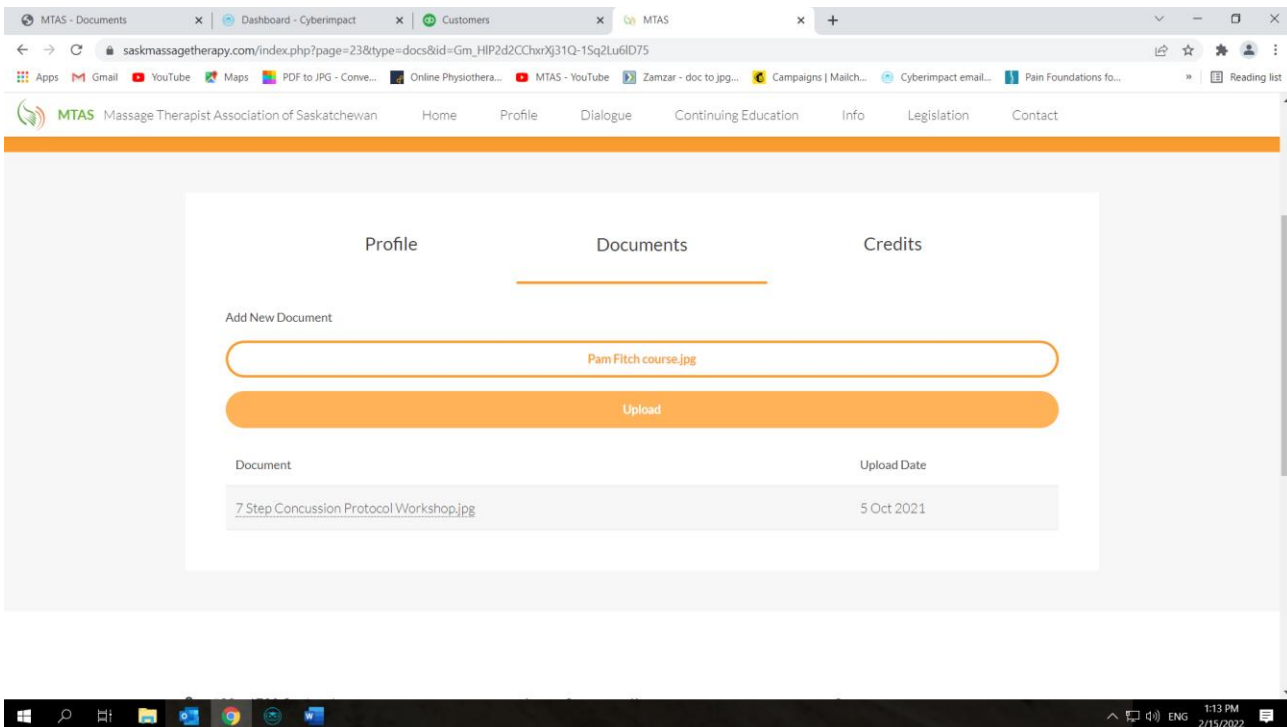 MTAS - Documents Dashboard - Cyberimpact Customers MTAS
saskmassagetherapy.com/index.php?page=23&type=docs&id=Gm_HlP2d2CChxrXj31Q-1Sq2Lu6lD75
Apps Gmail YouTube Maps PDF to JPG - Conve... Online Physiothera... MTAS - YouTube Zamzar - doc to jpg... Campaigns | Mailch... Cyberimpact email... Pain Foundations fo... » Reading list
MTAS Massage Therapist Association of Saskatchewan Home Profile Dialogue Continuing Education Info Legislation Contact
Profile Documents Credits
Add New Document
Pam Fitch course.jpg
Upload
Document Upload Date
7 Step Concussion Protocol Workshop.jpg 5 Oct 2021
ENG 1:13 PM
2/15/2022